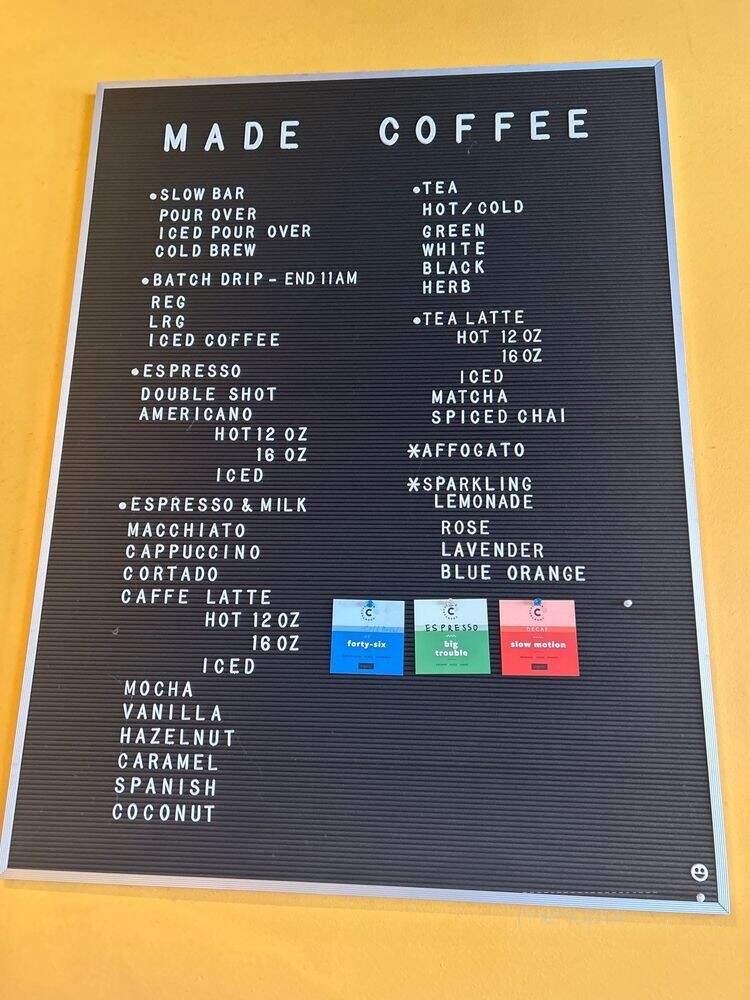 MADE COFFEE
•SLOW BAR
POUR OVER
ICED POUR OVER
COLD BREW
•BATCH DRIP - END 11AM
REG
LRG
ICED COFFEE
•ESPRESSO
DOUBLE SHOT
AMERICANO
HOT 12 OZ
16 OZ
ICED
•ESPRESSO & MILK
MACCHIATO
CAPPUCCINO
CORTADO
CAFFE LATTE
HOT 12 OZ
16 OZ
ICED
MOCHA
VANILLA
HAZELNUT
CARAMEL
SPANISH
COCONUT
•TEA
HOT/COLD
GREEN
WHITE
BLACK
HERB
•TEA LATTE
HOT 12 OZ
16 OZ
ICED
MATCHA
SPICED CHAI
*AFFOGATO
*SPARKLING
LEMONADE
ROSE
LAVENDER
BLUE ORANGE
C
forty-six
C
ESPRESSO
big
trouble
C
DECAF
slow motion